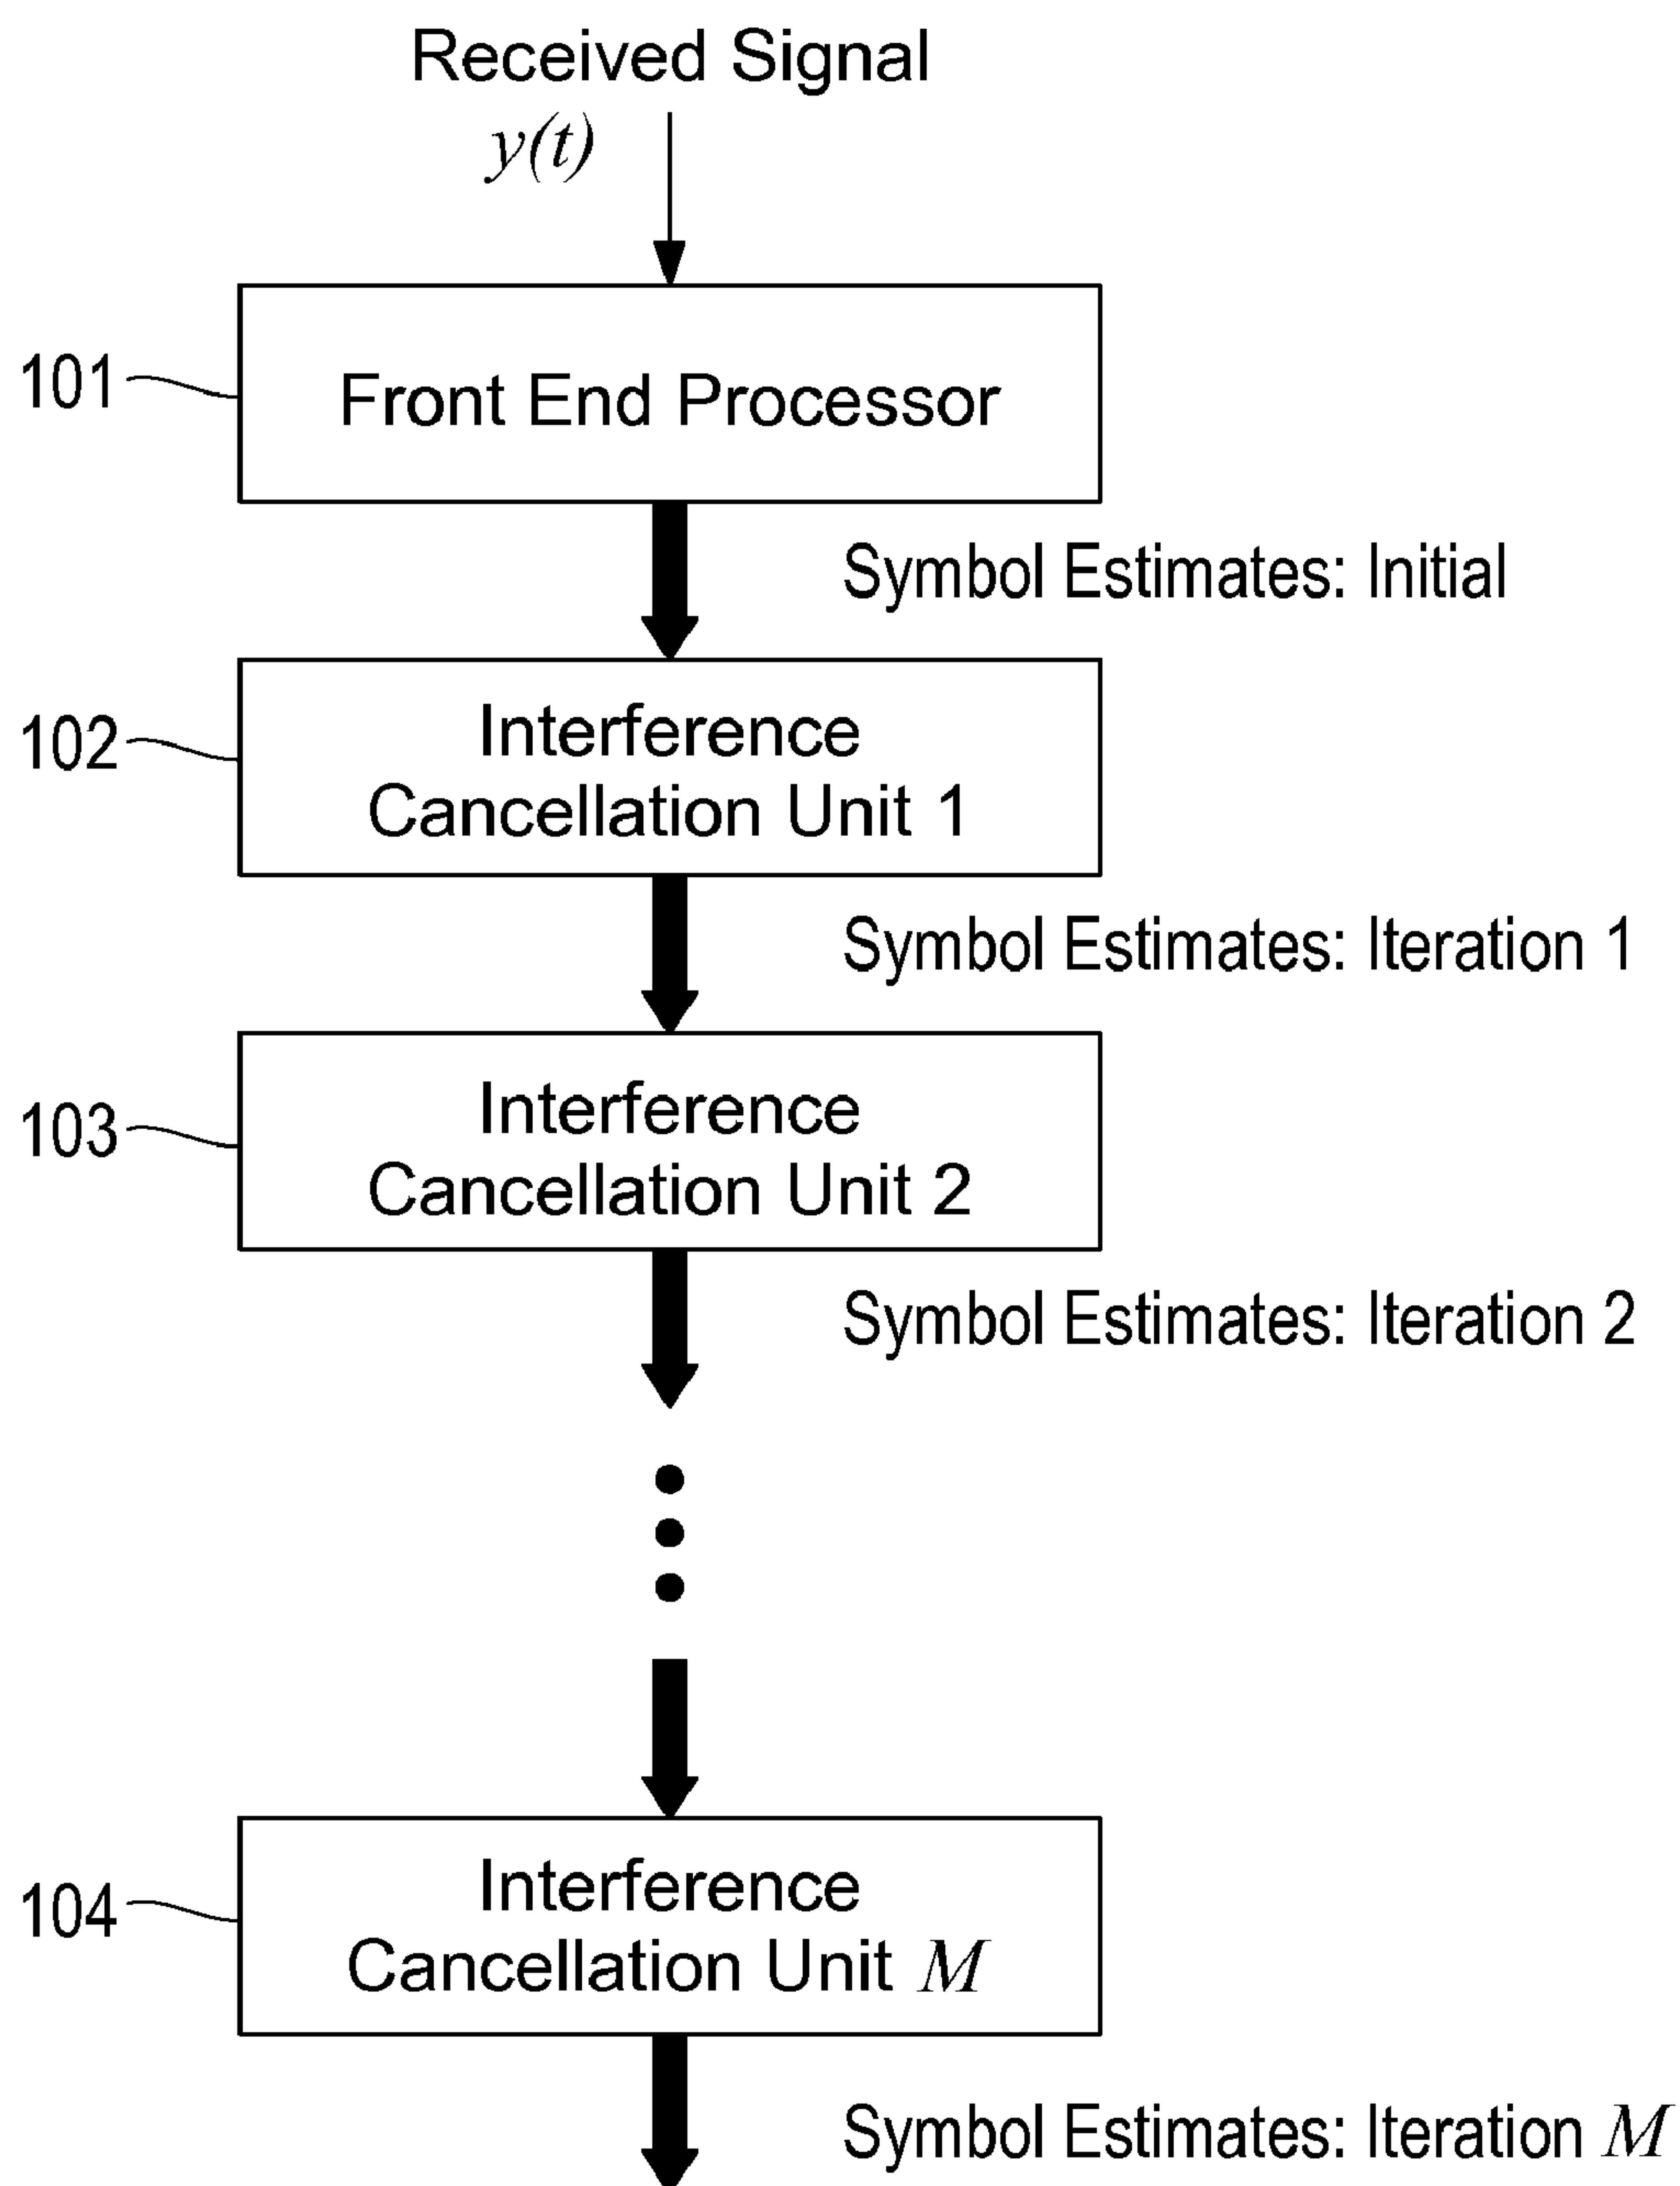 Received Signal
y(t)
101
Front End Processor
Symbol Estimates: Initial
102
Interference
Cancellation Unit 1
Symbol Estimates: Iteration 1
103
Interference
Cancellation Unit 2
Symbol Estimates: Iteration 2
104
Interference
Cancellation Unit M
Symbol Estimates: Iteration M